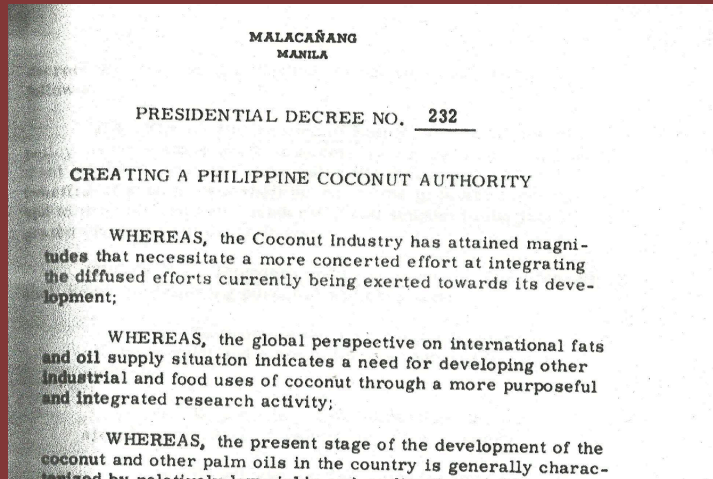 MALACAÑANG
MANILA
PRESIDENTIAL DECREE NO. 232
CREATING A PHILIPPINE COCONUT AUTHORITY
WHEREAS, the Coconut Industry has attained magni-
tudes that necessitate a more concerted effort at integrating
the diffused efforts currently being exerted towards its deve-
lopment;
WHEREAS, the global perspective on international fats
and oil supply situation indicates a need for developing other
industrial and food uses of coconut through a more purposeful
and integrated research activity;
WHEREAS, the present stage of the development of the
coconut and other palm oils in the country is generally charac-